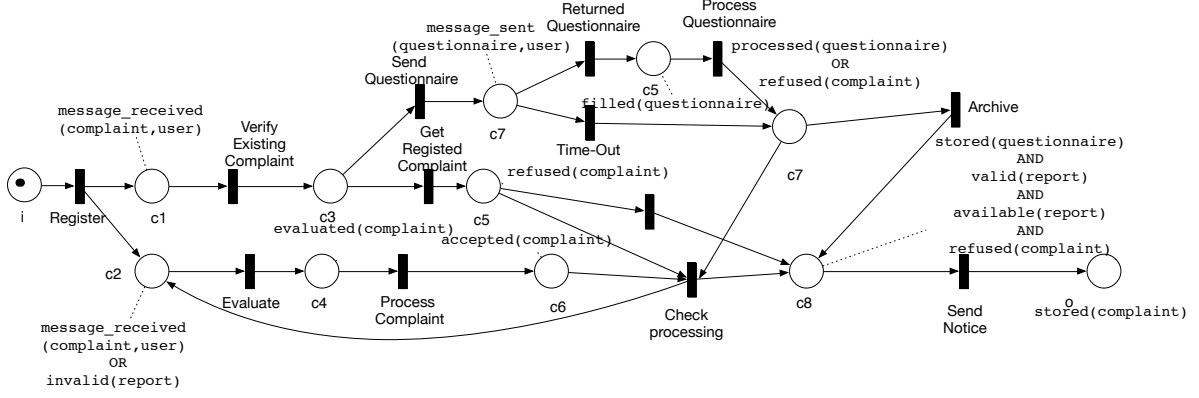 Returned
Questionnaire
Process
Questionnaire
message_sent
(questionnaire,user)
Send
Questionnaire
processed(questionnaire)
OR
refused(complaint)
c5
filled(questionnaire)
c7
Time-Out
c7
Archive
message_received
(complaint,user)
Verify
Existing
Complaint
Get
Registed
Complaint
refused(complaint)
stored(questionnaire)
AND
valid(report)
AND
available(report)
AND
refused(complaint)
i
Register
c1
c3
c5
evaluated(complaint)
accepted(complaint)
c2
Evaluate
c4
Process
Complaint
c6
Check
processing
c8
Send
Notice
o
stored(complaint)
message_received
(complaint,user)
OR
invalid(report)